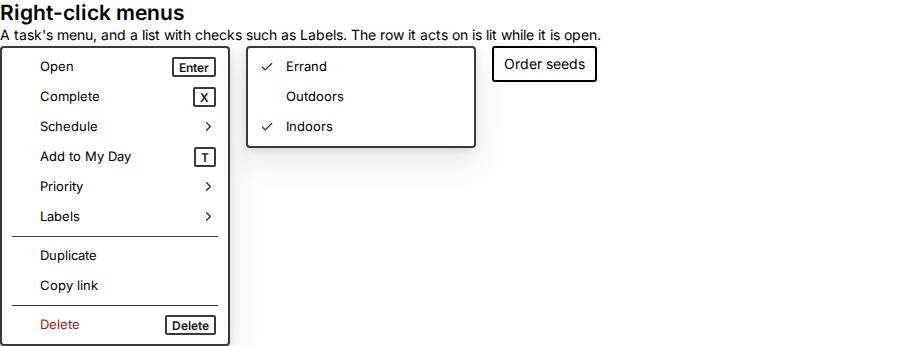 Right-click menus
A task's menu, and a list with checks such as Labels. The row it acts on is lit while it is open.
Open Enter
Complete X
Schedule
Add to My Day T
Priority
Labels
Duplicate
Copy link
Delete Delete
Errand
Outdoors
Indoors
Order seeds